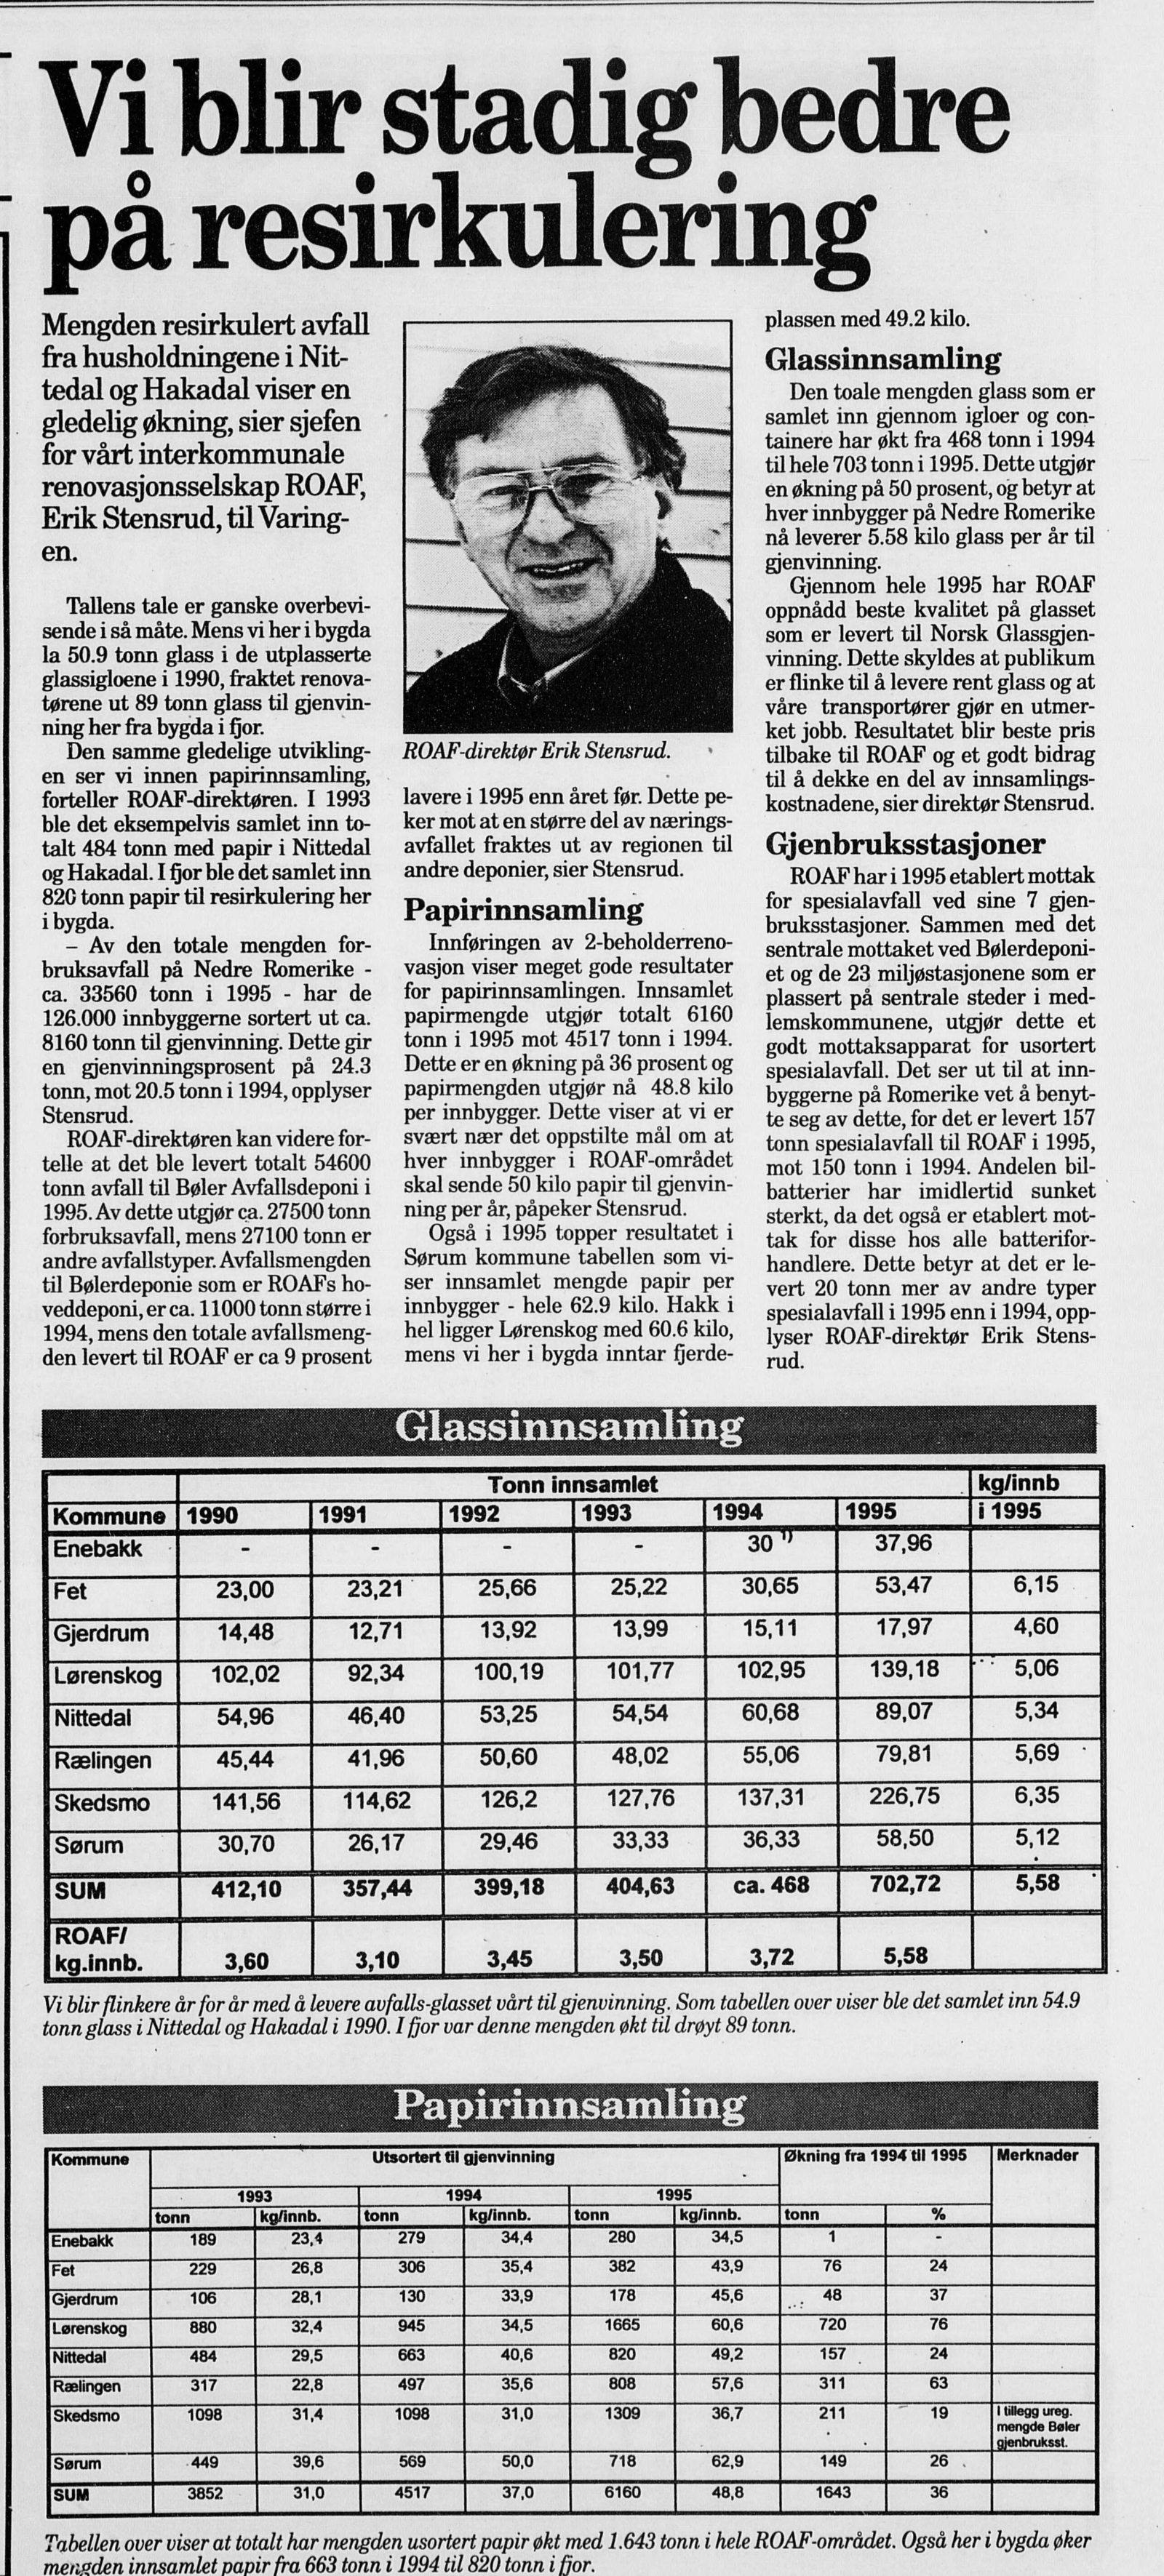 Vi blir stadig bedre
på resirkulering
Mengden resirkulert avfall
fra husholdningene i Nit-
tedal og Hakadal viser en
gledelig økning, sier sjefen
for vårt interkommunale
renovasjonsselskap ROAF,
Erik Stensrud, til Varing-
en.
Tallens tale er ganske overbevi-
sende i så måte. Mens vi her i bygda
la 50.9 tonn glass i de utplasserte
glassigloene i 1990, fraktet renova-
tørene ut 89 tonn glass til gjenvin-
ning her fra bygda i fjor.
Den samme gledelige utvikling-
en ser vi innen papirinnsamling,
forteller ROAF-direktøren. I 1993
ble det eksempelvis samlet inn to-
talt 484 tonn med papir i Nittedal
og Hakadal. I fjor ble det samlet inn
820 tonn papir til resirkulering her
i bygda.
– Av den totale mengden for-
bruksavfall på Nedre Romerike -
ca. 33560 tonn i 1995 - har de
126.000 innbyggerne sortert ut ca.
8160 tonn til gjenvinning. Dette gir
en gjenvinningsprosent på 24.3
tonn, mot 20.5 tonn i 1994, opplyser
Stensrud.
ROAF-direktøren kan videre for-
telle at det ble levert totalt 54600
tonn avfall til Bøler Avfallsdeponi i
1995. Av dette utgjør ca. 27500 tonn
forbruksavfall, mens 27100 tonn er
andre avfallstyper. Avfallsmengden
til Bølerdeponie som er ROAFs ho-
veddeponi, er ca. 11000 tonn større i
1994, mens den totale avfallsmeng-
den levert til ROAF er ca 9 prosent
ROAF-direktør Erik Stensrud.
lavere i 1995 enn året før. Dette pe-
ker mot at en større del av nærings-
avfallet fraktes ut av regionen til
andre deponier, sier Stensrud.
Papirinnsamling
Innføringen av 2-beholderreno-
vasjon viser meget gode resultater
for papirinnsamlingen. Innsamlet
papirmengde utgjør totalt 6160
tonn i 1995 mot 4517 tonn i 1994.
Dette er en økning på 36 prosent og
papirmengden utgjør nå 48.8 kilo
per innbygger. Dette viser at vi er
svært nær det oppstilte mål om at
hver innbygger i ROAF-området
skal sende 50 kilo papir til gjenvin-
ning per år, påpeker Stensrud.
Også i 1995 topper resultatet i
Sørum kommune tabellen som vi-
ser innsamlet mengde papir per
innbygger - hele 62.9 kilo. Hakk i
hel ligger Lørenskog med 60.6 kilo,
mens vi her i bygda inntar fjerde-
plassen med 49.2 kilo.
Glassinnsamling
Den toale mengden glass som er
samlet inn gjennom igloer og con-
tainere har økt fra 468 tonn i 1994
til hele 703 tonn i 1995. Dette utgjør
en økning på 50 prosent, og betyr at
hver innbygger på Nedre Romerike
nå leverer 5.58 kilo glass per år til
gjenvinning.
Gjennom hele 1995 har ROAF
oppnådd beste kvalitet på glasset
som er levert til Norsk Glassgjen-
vinning. Dette skyldes at publikum
er flinke til å levere rent glass og at
våre transportører gjør en utmer-
ket jobb. Resultatet blir beste pris
tilbake til ROAF og et godt bidrag
til å dekke en del av innsamlings-
kostnadene, sier direktør Stensrud.
Gjenbruksstasjoner
ROAF har i 1995 etablert mottak
for spesialavfall ved sine 7 gjen-
bruksstasjoner. Sammen med det
sentrale mottaket ved Bølerdeponi-
et og de 23 miljøstasjonene som er
plassert på sentrale steder i med-
lemskommunene, utgjør dette et
godt mottaksapparat for usortert
spesialavfall. Det ser ut til at inn-
byggerne på Romerike vet å benyt-
te seg av dette, for det er levert 157
tonn spesialavfall til ROAF i 1995,
mot 150 tonn i 1994. Andelen bil-
batterier har imidlertid sunket
sterkt, da det også er etablert mot-
tak for disse hos alle batterifor-
handlere. Dette betyr at det er le-
vert 20 tonn mer av andre typer
spesialavfall i 1995 enn i 1994, opp-
lyser ROAF-direktør Erik Stens-
rud.
Glassinnsamling
Tonn innsamlet kg/innb
Kommune 1990 1991 1992 1993 1994 1995 i 1995
Enebakk - - - - 30 1) 37,96
Fet 23,00 23,21 25,66 25,22 30,65 53,47 6,15
Gjerdrum 14,48 12,71 13,92 13,99 15,11 17,97 4,60
Lørenskog 102,02 92,34 100,19 101,77 102,95 139,18 5,06
Nittedal 54,96 46,40 53,25 54,54 60,68 89,07 5,34
Rælingen 45,44 41,96 50,60 48,02 55,06 79,81 5,69
Skedsmo 141,56 114,62 126,2 127,76 137,31 226,75 6,35
Sørum 30,70 26,17 29,46 33,33 36,33 58,50 5,12
SUM 412,10 357,44 399,18 404,63 ca. 468 702,72 5,58
ROAF/
kg.innb. 3,60 3,10 3,45 3,50 3,72 5,58
Vi blir flinkere år for år med å levere avfalls-glasset vårt til gjenvinning. Som tabellen over viser ble det samlet inn 54.9
tonn glass i Nittedal og Hakadal i 1990. I fjor var denne mengden økt til drøyt 89 tonn.
Papirinnsamling
Kommune Utsortert til gjenvinning Økning fra 1994 til 1995 Merknader
1993 1994 1995
tonn kg/innb. tonn kg/innb. tonn kg/innb. tonn %
Enebakk 189 23,4 279 34,4 280 34,5 1 -
Fet 229 26,8 306 35,4 382 43,9 76 24
Gjerdrum 106 28,1 130 33,9 178 45,6 48 37
Lørenskog 880 32,4 945 34,5 1665 60,6 720 76
Nittedal 484 29,5 663 40,6 820 49,2 157 24
Rælingen 317 22,8 497 35,6 808 57,6 311 63
Skedsmo 1098 31,4 1098 31,0 1309 36,7 211 19 I tillegg ureg.
mengde Bøler
gjenbruksst.
Sørum 449 39,6 569 50,0 718 62,9 149 26
SUM 3852 31,0 4517 37,0 6160 48,8 1643 36
Tabellen over viser at totalt har mengden usortert papir økt med 1.643 tonn i hele ROAF-området. Også her i bygda øker
mengden innsamlet papir fra 663 tonn i 1994 til 820 tonn i fjor.